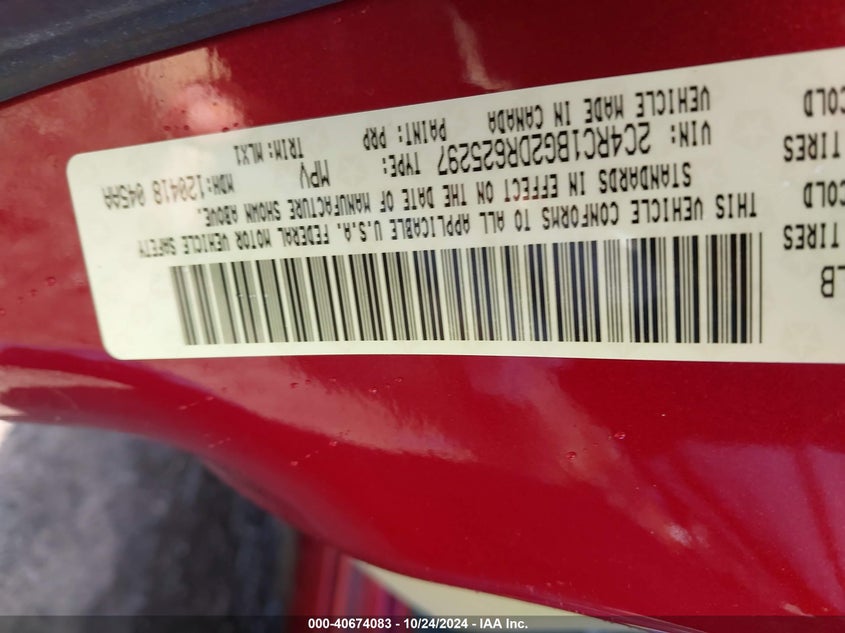 LB
TIRES
COLD
TIRES
COLD
THIS VEHICLE CONFORMS TO ALL APPLICABLE U.S.A. FEDERAL MOTOR VEHICLE SAFETY
STANDARDS IN EFFECT ON THE DATE OF MANUFACTURE SHOWN ABOVE.
VIN: 2C4RC1BG2DR625297 TYPE: MPV MDH:120418 045AA
VEHICLE MADE IN CANADA PAINT: PRP TRIM:MLX1
000-40674083 - 10/24/2024 - IAA Inc.